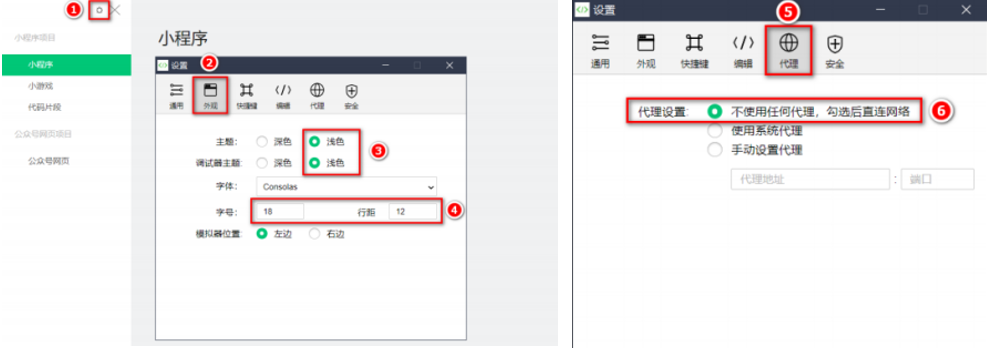 1
小程序项目
小程序
小游戏
代码片段
公众号网页项目
公众号网页
小程序
设置
2
通用 外观 快捷键 编辑 代理 安全
主题: 深色 浅色
3
调试器主题: 深色 浅色
字体: Consolas
字号: 18 行距 12
4
模拟器位置: 左边 右边
设置
5
通用 外观 快捷键 编辑 代理 安全
代理设置: 不使用任何代理，勾选后直连网络
6
使用系统代理
手动设置代理
代理地址 : 端口